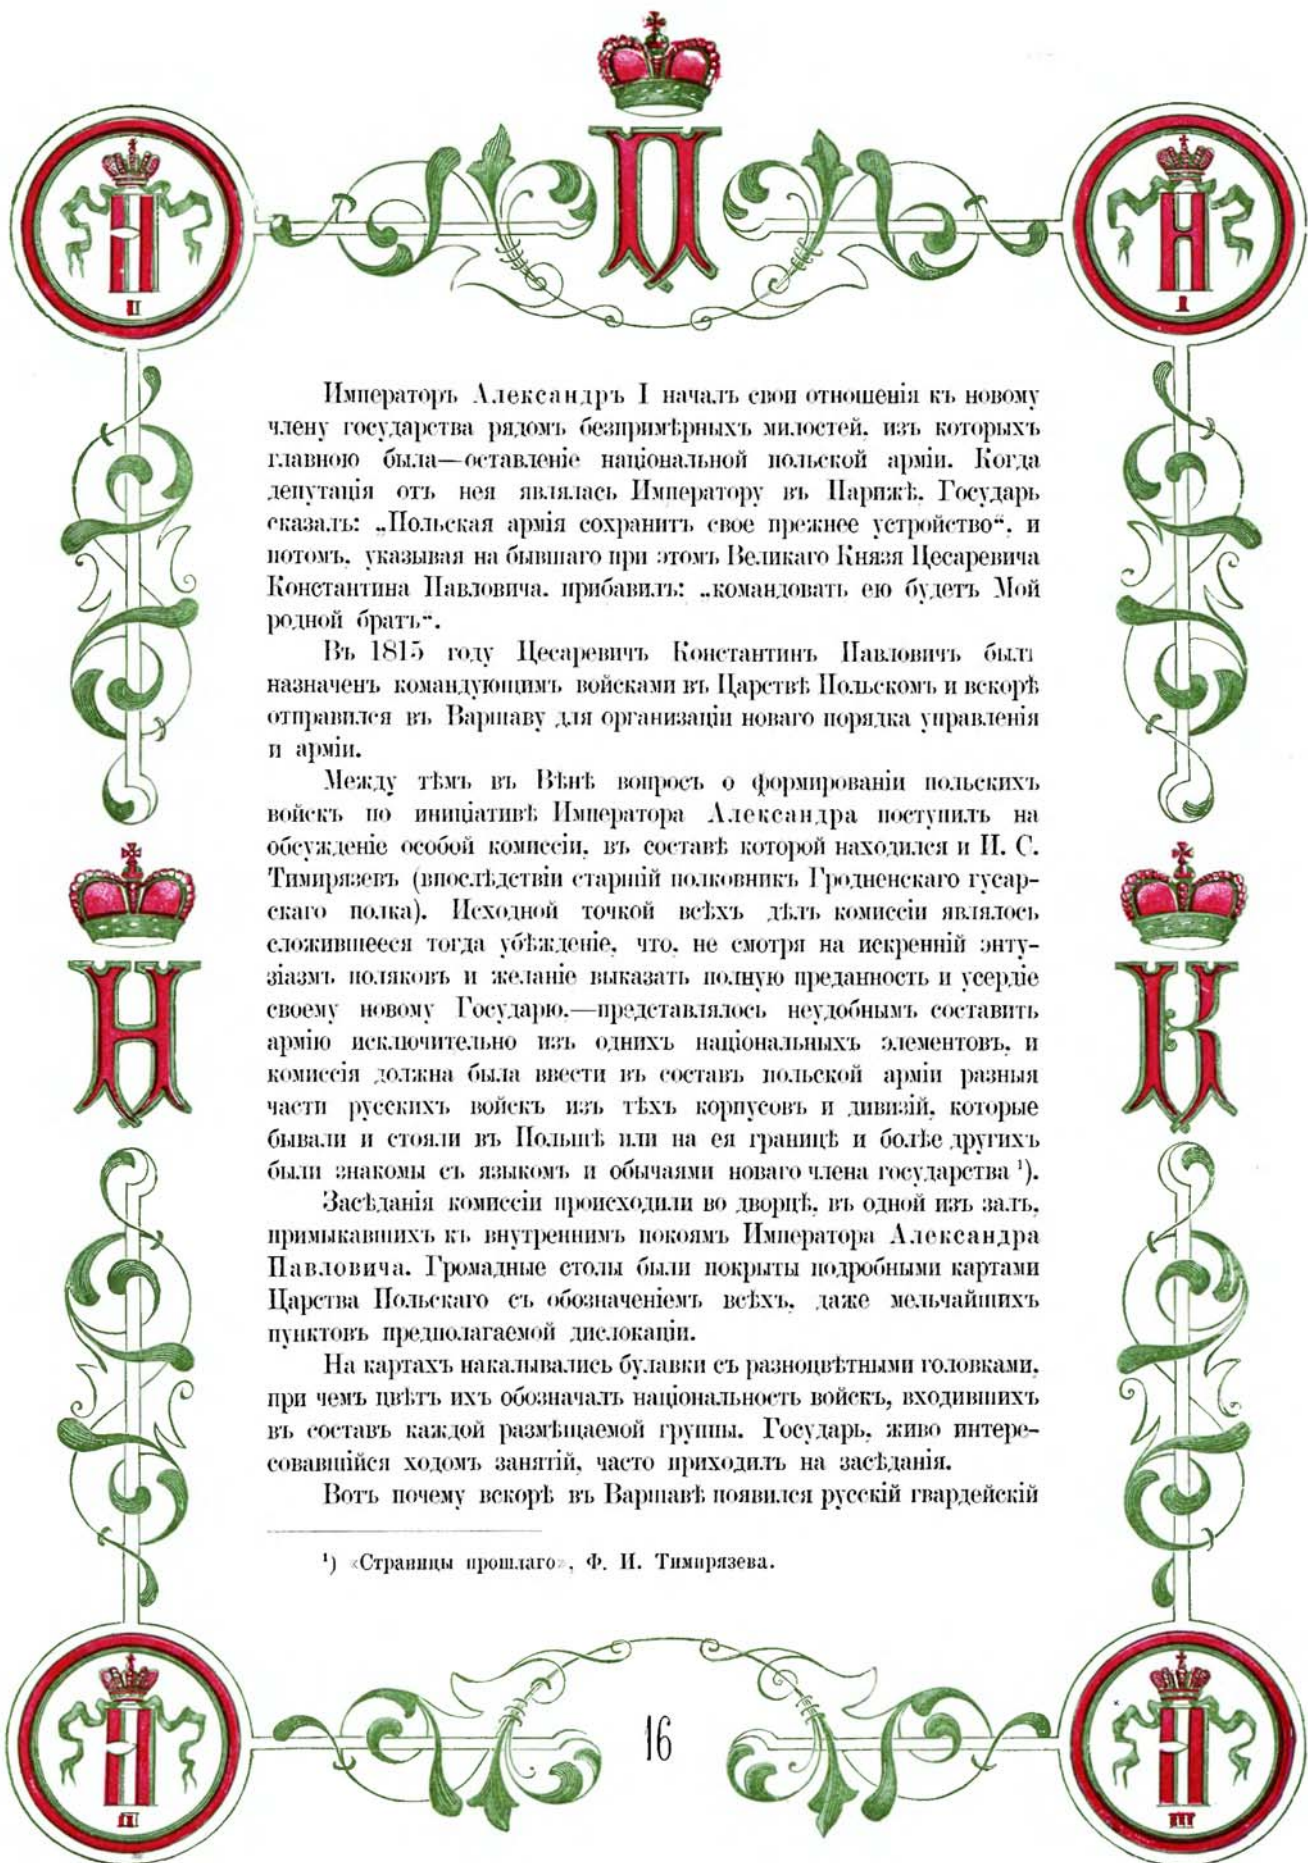 П
II
I
Императоръ Александръ I началъ свои отношенія къ новому
члену государства рядомъ безпримѣрныхъ милостей, изъ которыхъ
главною была—оставленіе національной польской арміи. Когда
депутація отъ нея являлась Императору въ Парижѣ, Государь
сказалъ: „Польская армія сохранитъ свое прежнее устройство“, и
потомъ, указывая на бывшаго при этомъ Великаго Князя Цесаревича
Константина Павловича, прибавилъ: „командовать ею будетъ Мой
родной братъ“.
Въ 1815 году Цесаревичъ Константинъ Павловичъ былъ
назначенъ командующимъ войсками въ Царствѣ Польскомъ и вскорѣ
отправился въ Варшаву для организаціи новаго порядка управленія
и арміи.
Между тѣмъ въ Вѣнѣ вопросъ о формированіи польскихъ
войскъ по иниціативѣ Императора Александра поступилъ на
обсужденіе особой комиссіи, въ составѣ которой находился и И. С.
Тимирязевъ (впослѣдствіи старшій полковникъ Гродненскаго гусар-
скаго полка). Исходной точкой всѣхъ дѣлъ комиссіи являлось
сложившееся тогда убѣжденіе, что, не смотря на искренній энту-
зіазмъ поляковъ и желаніе выказать полную преданность и усердіе
своему новому Государю,—представлялось неудобнымъ составить
армію исключительно изъ однихъ національныхъ элементовъ, и
комиссія должна была ввести въ составъ польской арміи разныя
части русскихъ войскъ изъ тѣхъ корпусовъ и дивизій, которые
бывали и стояли въ Польшѣ или на ея границѣ и болѣе другихъ
были знакомы съ языкомъ и обычаями новаго члена государства ¹).
Засѣданія комиссіи происходили во дворцѣ, въ одной изъ залъ,
примыкавшихъ къ внутреннимъ покоямъ Императора Александра
Павловича. Громадные столы были покрыты подробными картами
Царства Польскаго съ обозначеніемъ всѣхъ, даже мельчайшихъ
пунктовъ предполагаемой дислокаціи.
На картахъ накалывались булавки съ разноцвѣтными головками,
при чемъ цвѣтъ ихъ обозначалъ національность войскъ, входившихъ
въ составъ каждой размѣщаемой группы. Государь, живо интере-
совавшійся ходомъ занятій, часто приходилъ на засѣданія.
Вотъ почему вскорѣ въ Варшавѣ появился русскій гвардейскій
¹) «Страницы прошлаго», Ф. И. Тимирязева.
Н
К
16
III